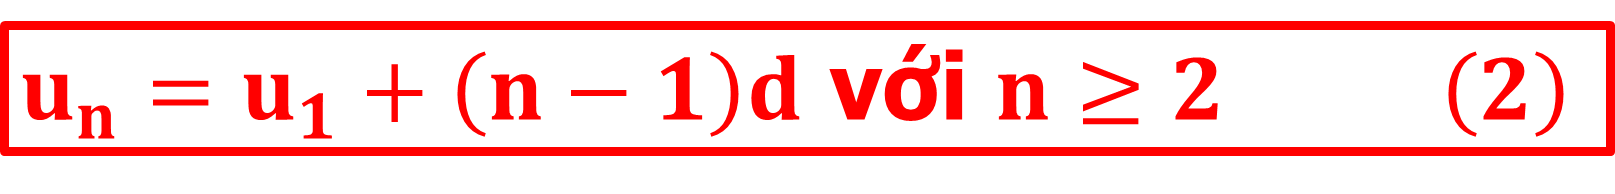 uₙ = u₁ + (n − 1)d với n ≥ 2 (2)